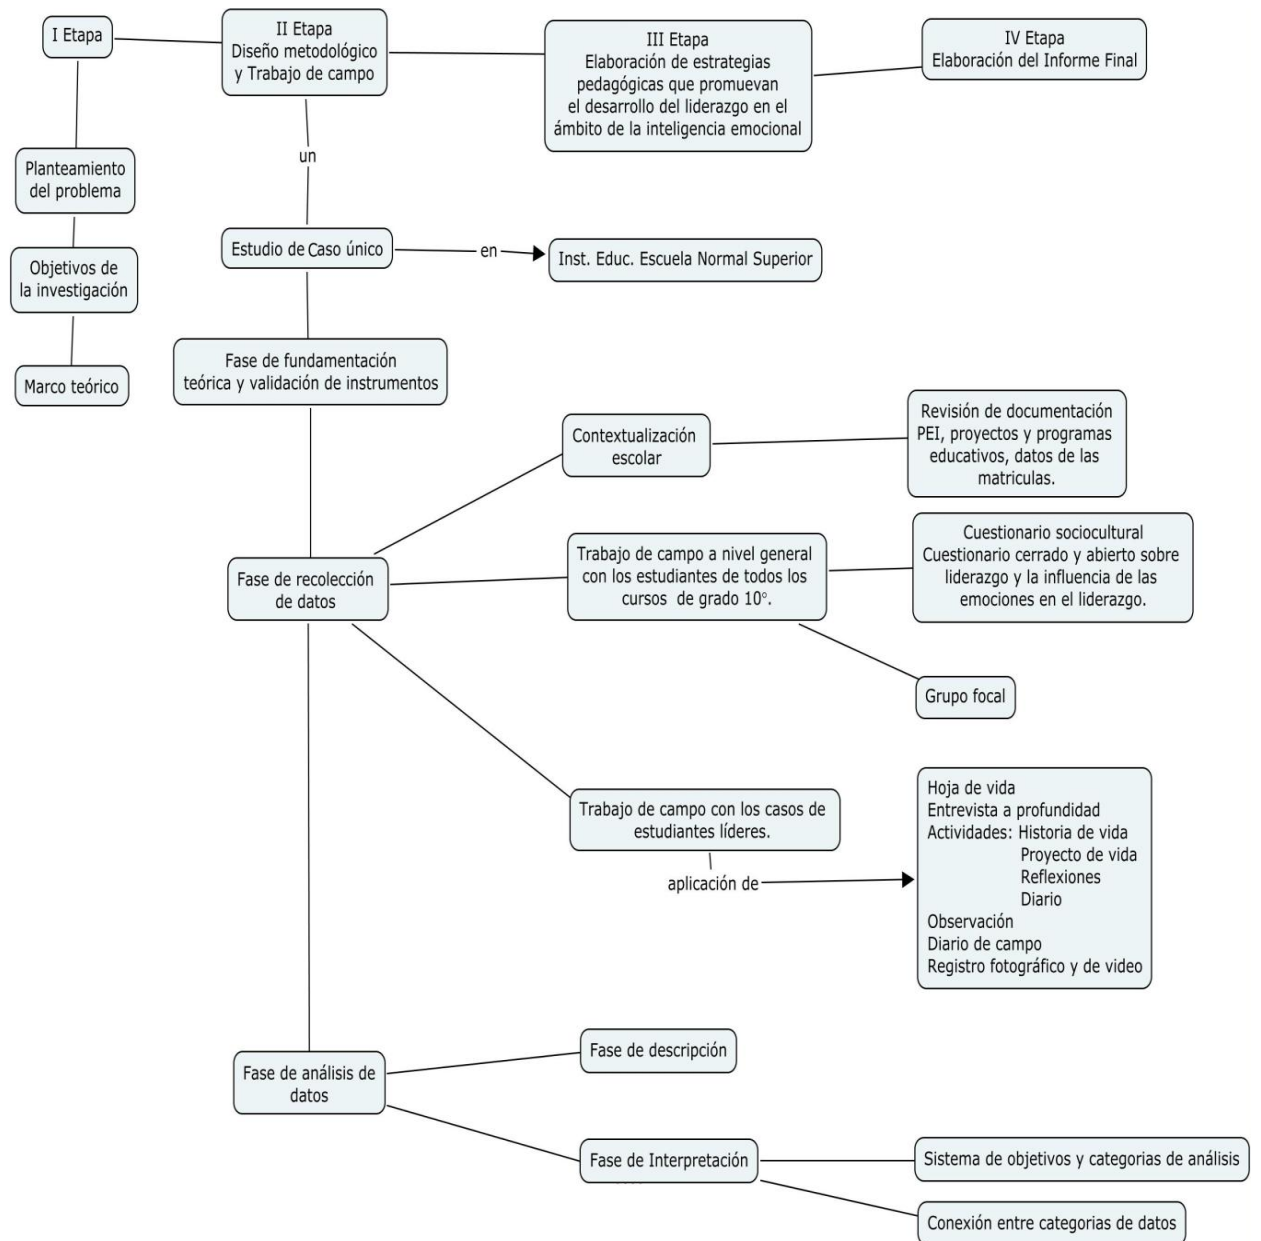 I Etapa
II Etapa
Diseño metodológico
y Trabajo de campo
III Etapa
Elaboración de estrategias
pedagógicas que promuevan
el desarrollo del liderazgo en el
ámbito de la inteligencia emocional
IV Etapa
Elaboración del Informe Final
Planteamiento
del problema
Objetivos de
la investigación
Marco teórico
un
Estudio de Caso único
en
Inst. Educ. Escuela Normal Superior
Fase de fundamentación
teórica y validación de instrumentos
Fase de recolección
de datos
Contextualización
escolar
Revisión de documentación
PEI, proyectos y programas
educativos, datos de las
matriculas.
Trabajo de campo a nivel general
con los estudiantes de todos los
cursos de grado 10°.
Cuestionario sociocultural
Cuestionario cerrado y abierto sobre
liderazgo y la influencia de las
emociones en el liderazgo.
Grupo focal
Trabajo de campo con los casos de
estudiantes líderes.
aplicación de
Hoja de vida
Entrevista a profundidad
Actividades: Historia de vida
Proyecto de vida
Reflexiones
Diario
Observación
Diario de campo
Registro fotográfico y de video
Fase de análisis de
datos
Fase de descripción
Fase de Interpretación
Sistema de objetivos y categorias de análisis
Conexión entre categorias de datos